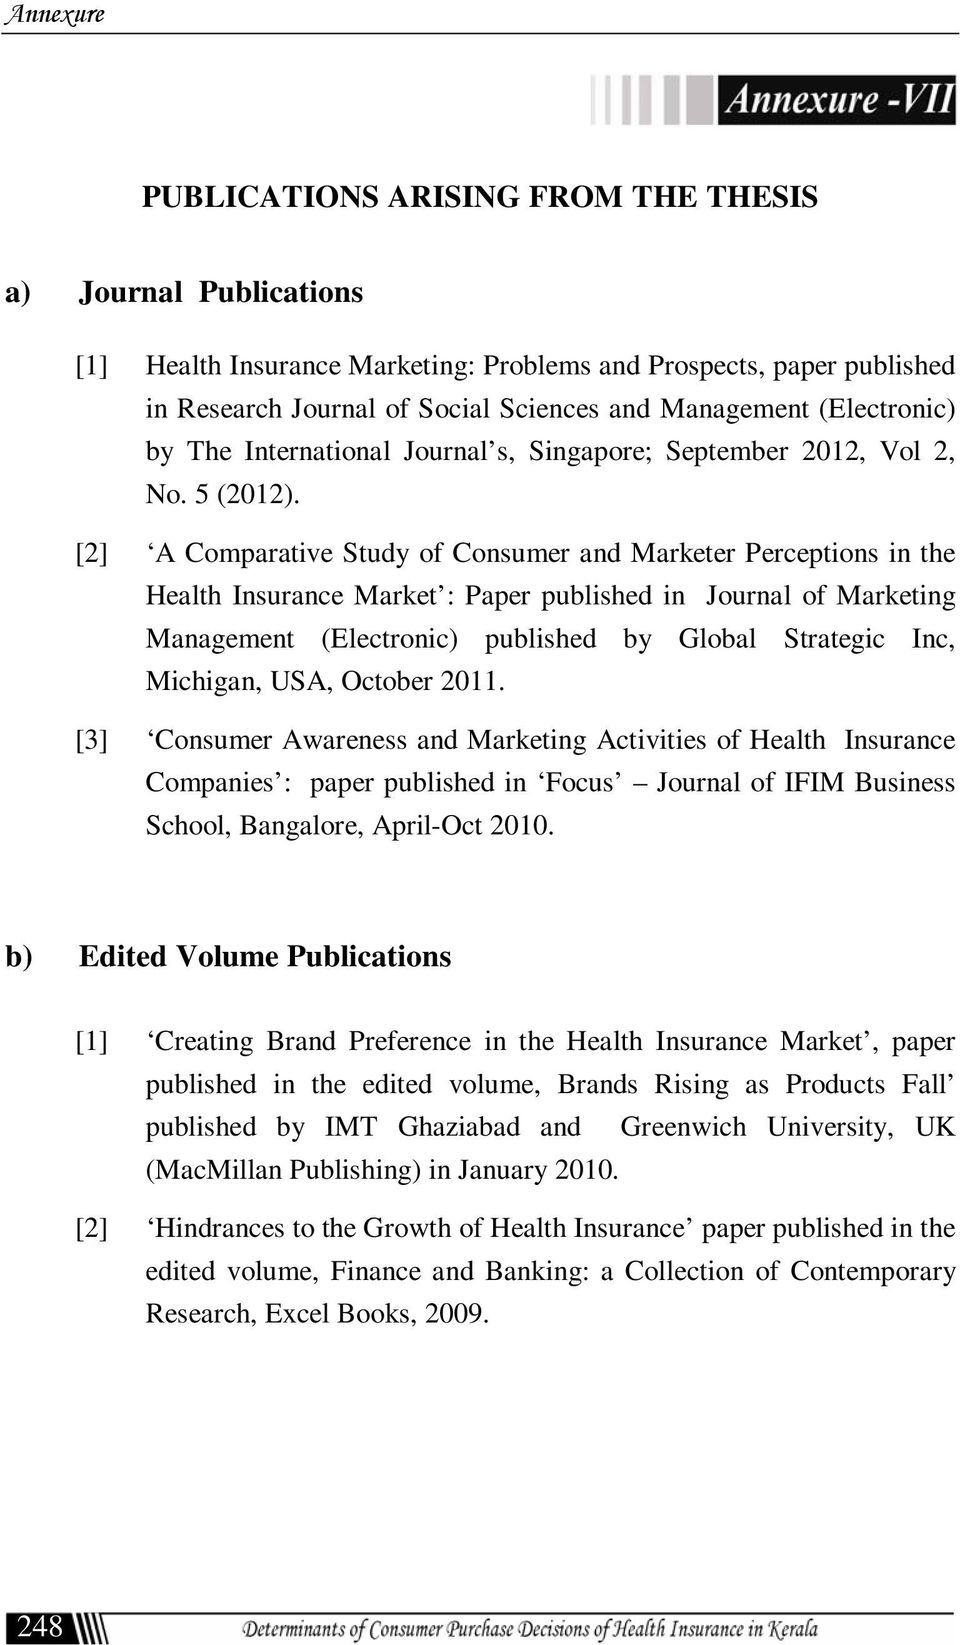 Annexure
Annexure -VII
PUBLICATIONS ARISING FROM THE THESIS
a) Journal Publications
[1] Health Insurance Marketing: Problems and Prospects, paper published
in Research Journal of Social Sciences and Management (Electronic)
by The International Journal’s, Singapore; September 2012, Vol 2,
No. 5 (2012).
[2] ‘A Comparative Study of Consumer and Marketer Perceptions in the
Health Insurance Market’: Paper published in Journal of Marketing
Management (Electronic) published by Global Strategic Inc,
Michigan, USA, October 2011.
[3] ‘Consumer Awareness and Marketing Activities of Health Insurance
Companies’: paper published in ‘Focus’ – Journal of IFIM Business
School, Bangalore, April-Oct 2010.
b) Edited Volume Publications
[1] ‘Creating Brand Preference in the Health Insurance Market’, paper
published in the edited volume, Brands Rising as Products Fall’
published by IMT Ghaziabad and Greenwich University, UK
(MacMillan Publishing) in January 2010.
[2] ‘Hindrances to the Growth of Health Insurance’ paper published in the
edited volume, Finance and Banking: a Collection of Contemporary
Research, Excel Books, 2009.
248 Determinants of Consumer Purchase Decisions of Health Insurance in Kerala